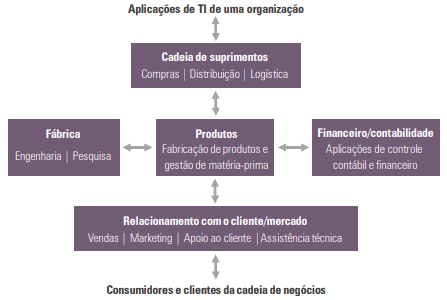 Aplicações de TI de uma organização
Cadeia de suprimentos
Compras | Distribuição | Logística
Fábrica
Engenharia | Pesquisa
Produtos
Fabricação de produtos e
gestão de matéria-prima
Financeiro/contabilidade
Aplicações de controle
contábil e financeiro
Relacionamento com o cliente/mercado
Vendas | Marketing | Apoio ao cliente | Assistência técnica
Consumidores e clientes da cadeia de negócios